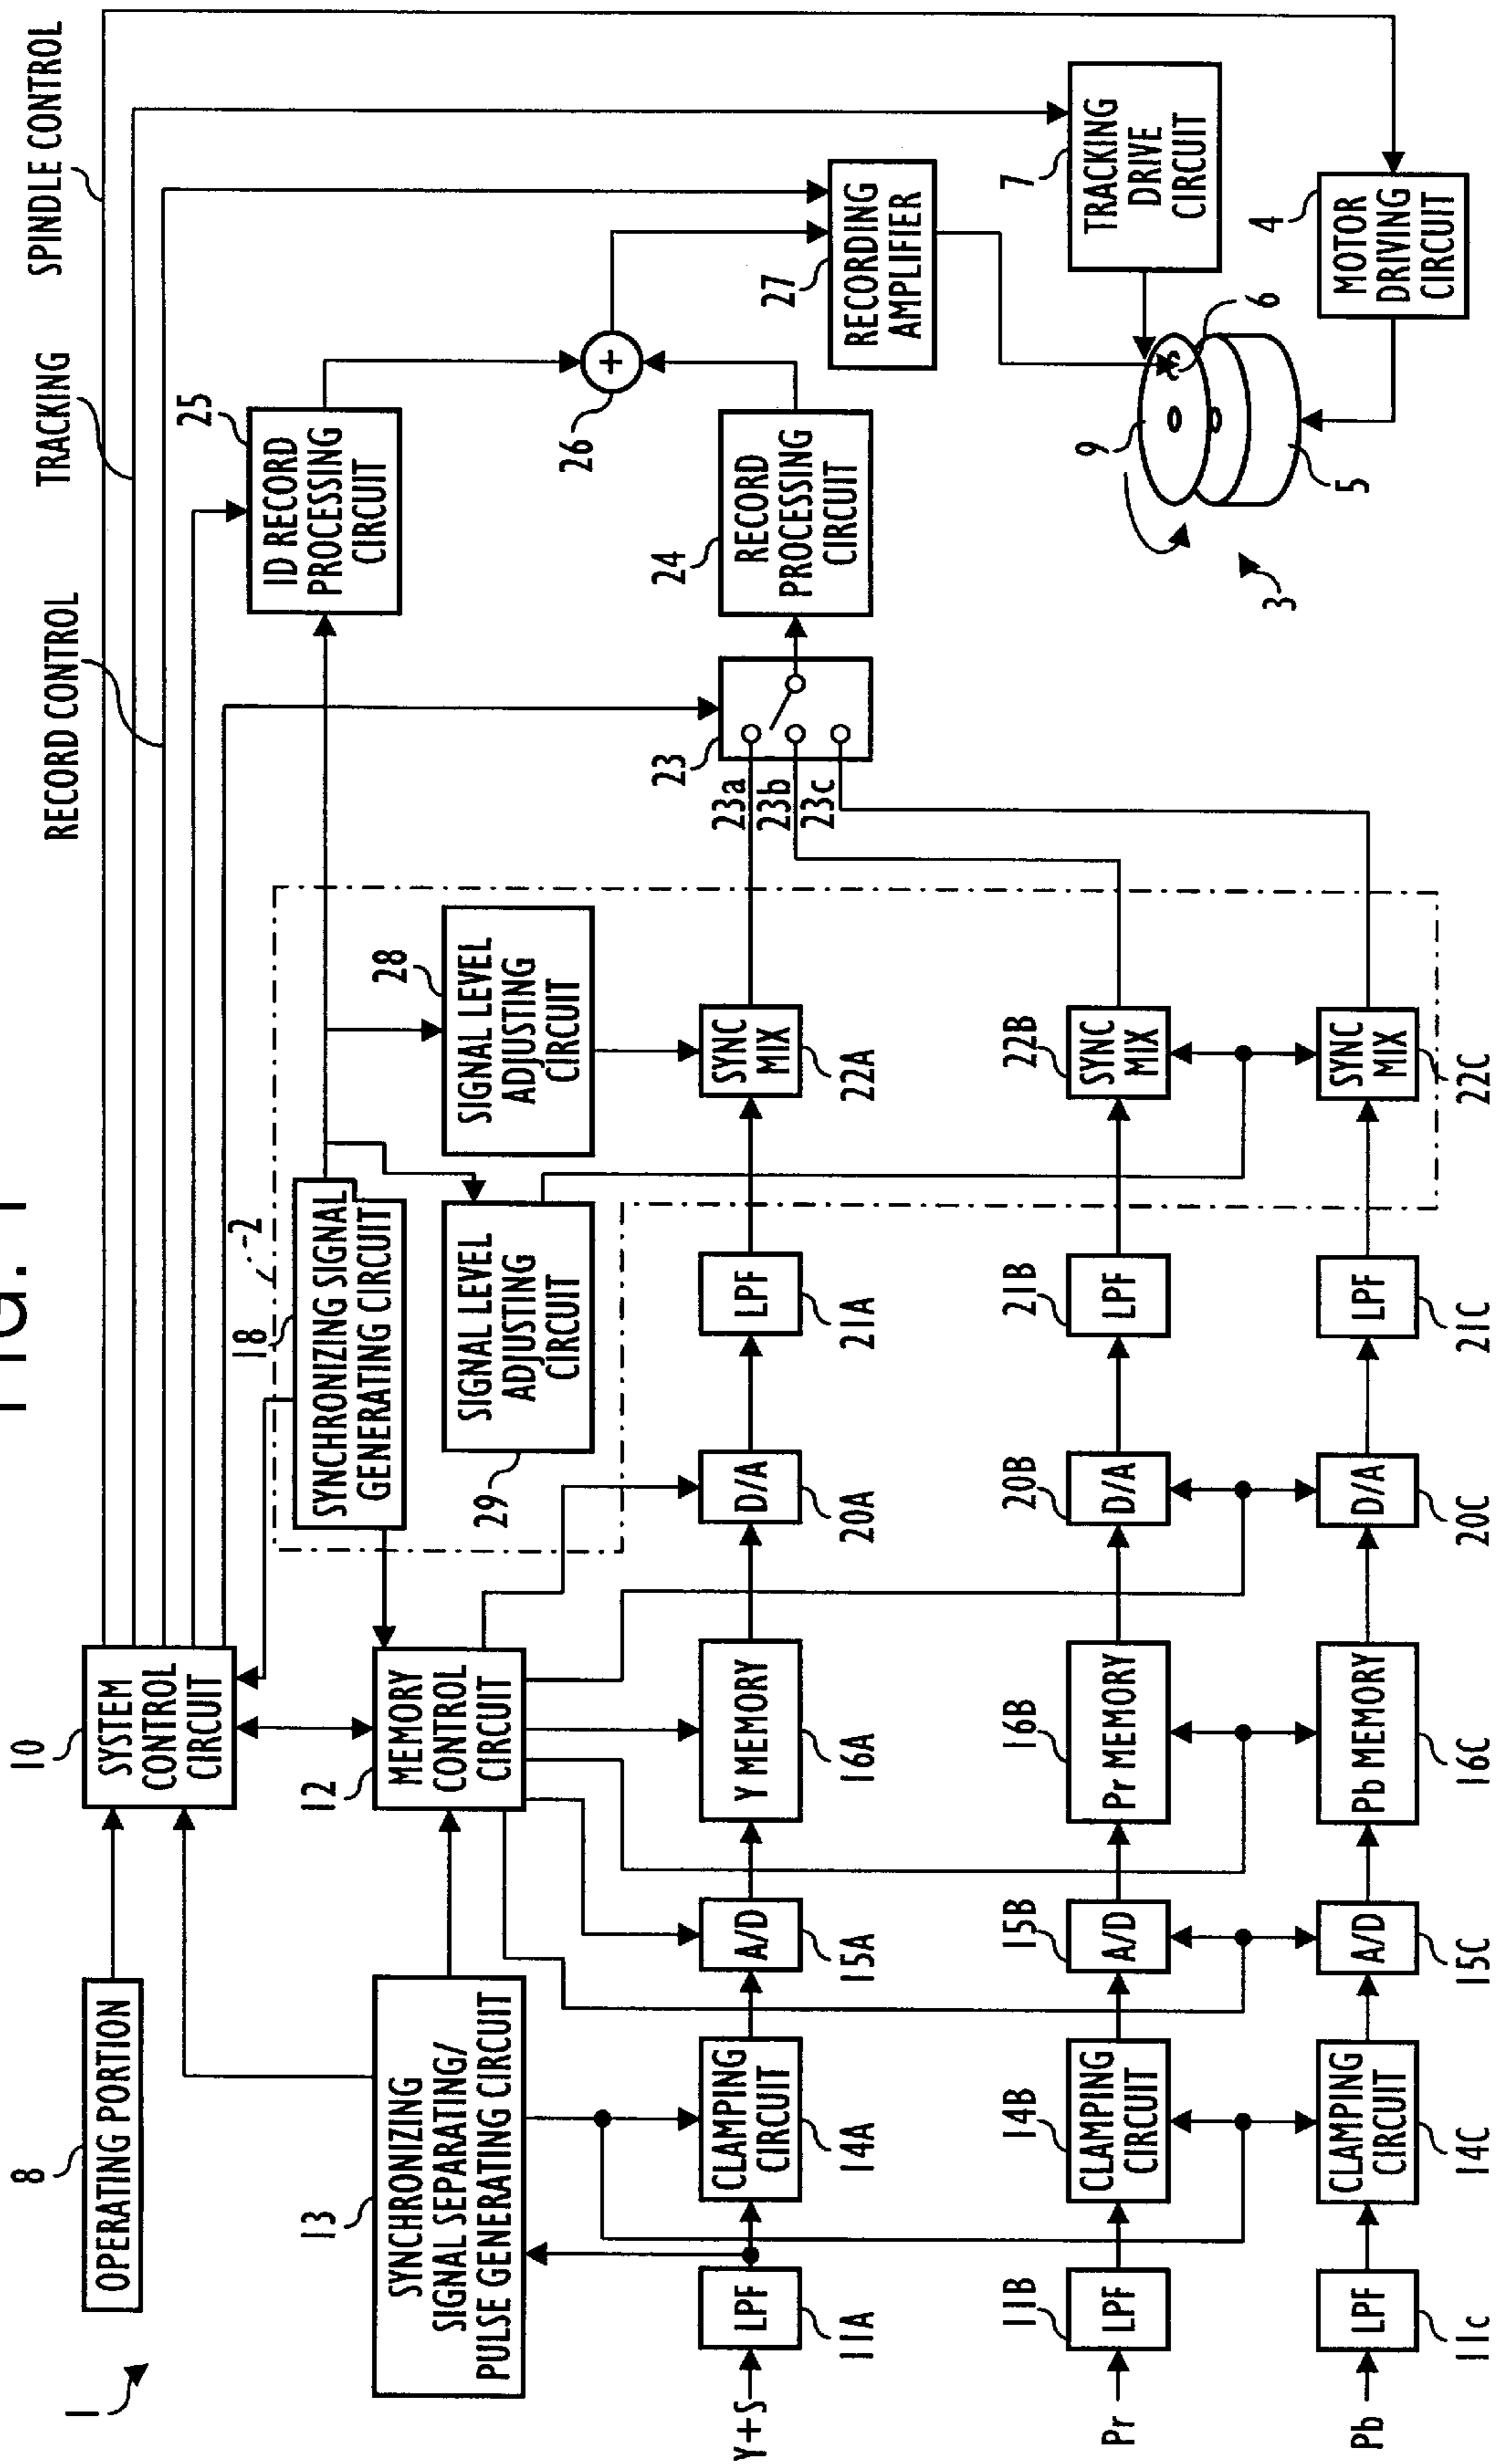 FIG. 1
1
8
OPERATING PORTION
10
SYSTEM
CONTROL
CIRCUIT
RECORD CONTROL
TRACKING
SPINDLE CONTROL
13
SYNCHRONIZING
SIGNAL SEPARATING/
PULSE GENERATING CIRCUIT
12
MEMORY
CONTROL
CIRCUIT
2
18
SYNCHRONIZING SIGNAL
GENERATING CIRCUIT
29
SIGNAL LEVEL
ADJUSTING
CIRCUIT
28
SIGNAL LEVEL
ADJUSTING
CIRCUIT
25
ID RECORD
PROCESSING
CIRCUIT
26
+
27
RECORDING
AMPLIFIER
24
RECORD
PROCESSING
CIRCUIT
23
23a
23b
23c
Y+S
LPF
11A
CLAMPING
CIRCUIT
14A
A/D
15A
Y MEMORY
16A
D/A
20A
LPF
21A
SYNC
MIX
22A
Pr
11B
LPF
14B
CLAMPING
CIRCUIT
15B
A/D
16B
Pr MEMORY
20B
D/A
21B
LPF
22B
SYNC
MIX
Pb
LPF
11c
CLAMPING
CIRCUIT
14C
A/D
15C
Pb MEMORY
16C
D/A
20C
LPF
21C
SYNC
MIX
22C
7
TRACKING
DRIVE
CIRCUIT
4
MOTOR
DRIVING
CIRCUIT
9
6
5
3